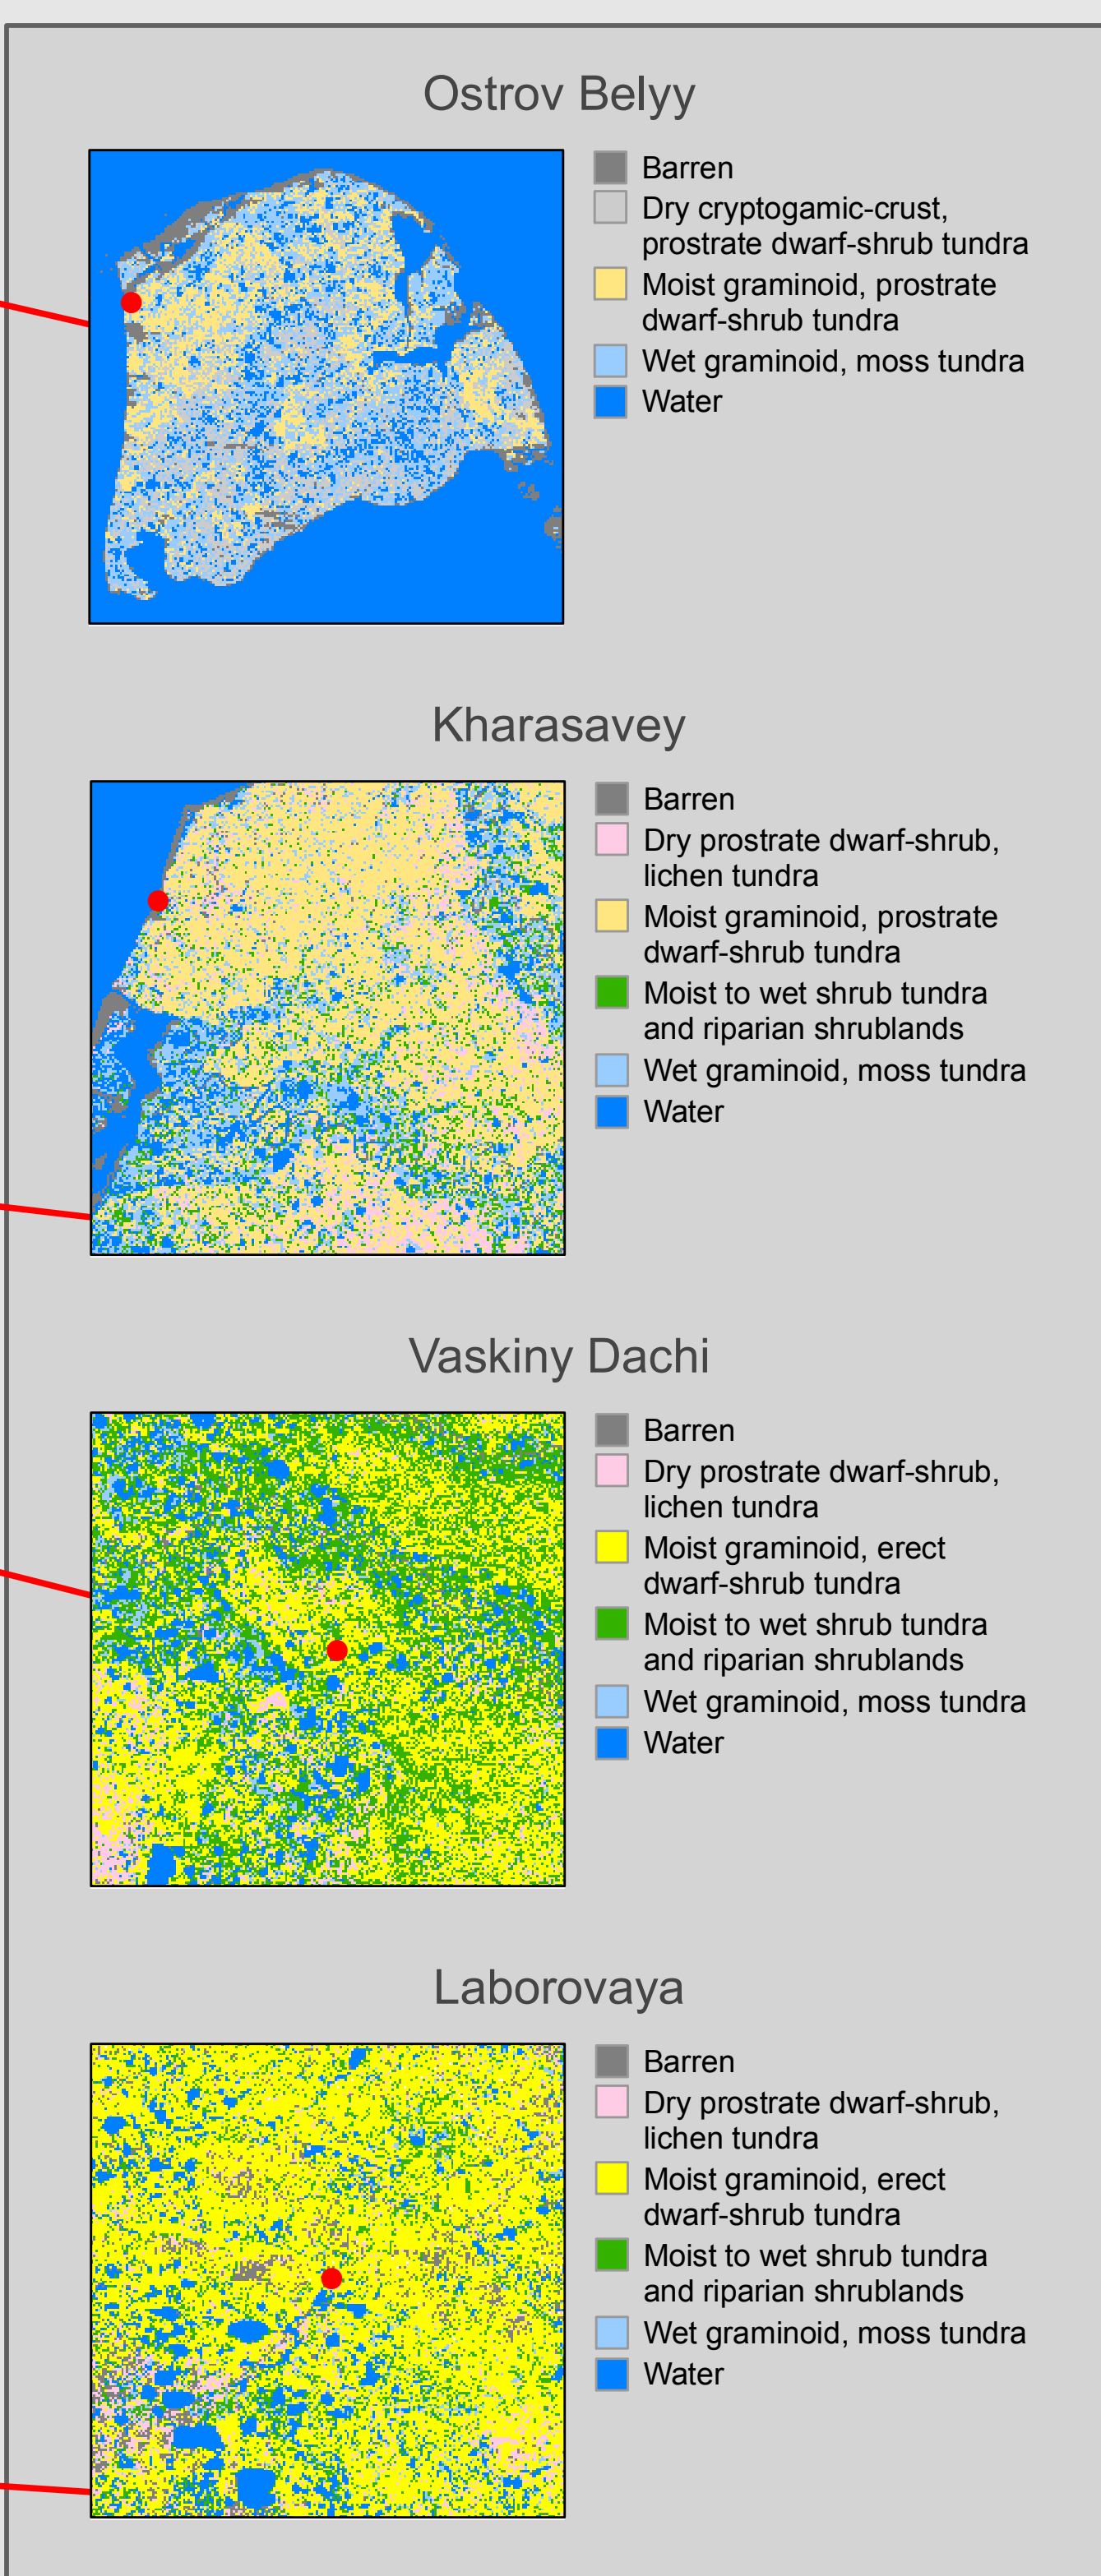 Ostrov Belyy
Barren
Dry cryptogamic-crust,
prostrate dwarf-shrub tundra
Moist graminoid, prostrate
dwarf-shrub tundra
Wet graminoid, moss tundra
Water
Kharasavey
Barren
Dry prostrate dwarf-shrub,
lichen tundra
Moist graminoid, prostrate
dwarf-shrub tundra
Moist to wet shrub tundra
and riparian shrublands
Wet graminoid, moss tundra
Water
Vaskiny Dachi
Barren
Dry prostrate dwarf-shrub,
lichen tundra
Moist graminoid, erect
dwarf-shrub tundra
Moist to wet shrub tundra
and riparian shrublands
Wet graminoid, moss tundra
Water
Laborovaya
Barren
Dry prostrate dwarf-shrub,
lichen tundra
Moist graminoid, erect
dwarf-shrub tundra
Moist to wet shrub tundra
and riparian shrublands
Wet graminoid, moss tundra
Water